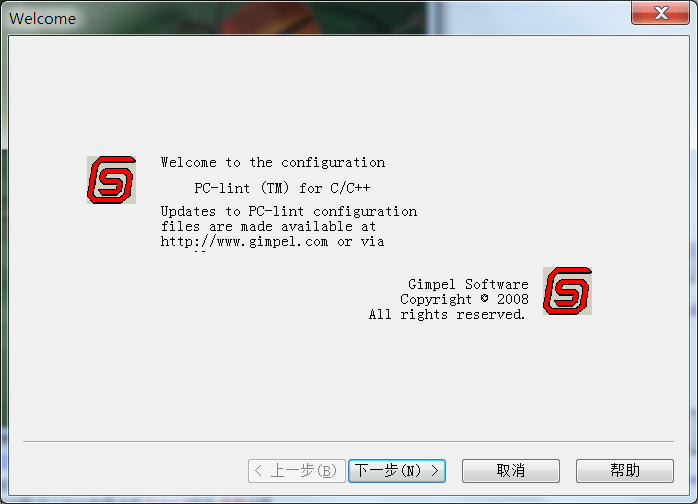 Welcome
Welcome to the configuration
PC-lint (TM) for C/C++
Updates to PC-lint configuration
files are made available at
http://www.gimpel.com or via
Gimpel Software
Copyright © 2008
All rights reserved.
< 上一步(B)
下一步(N) >
取消
帮助